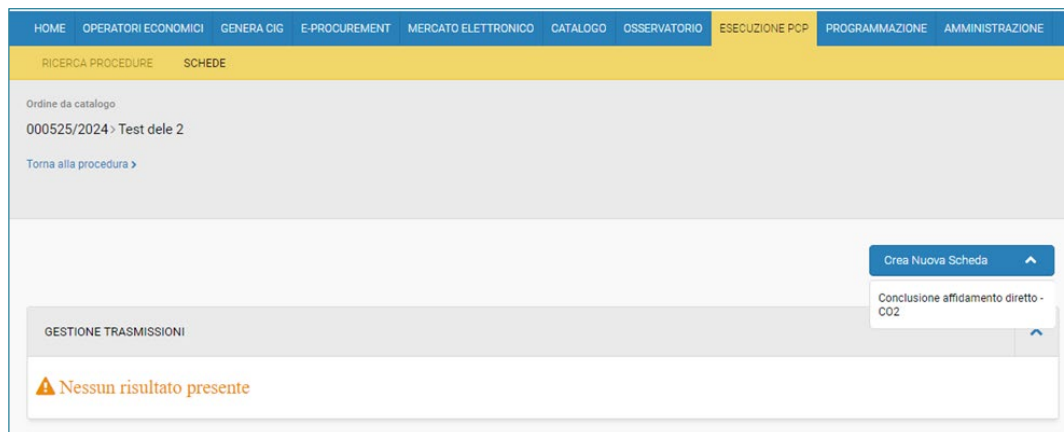 HOME OPERATORI ECONOMICI GENERA CIG E-PROCUREMENT MERCATO ELETTRONICO CATALOGO OSSERVATORIO ESECUZIONE PCP PROGRAMMAZIONE AMMINISTRAZIONE
RICERCA PROCEDURE SCHEDE
Ordine da catalogo
000525/2024 > Test dele 2
Torna alla procedura >
Crea Nuova Scheda
Conclusione affidamento diretto -
CO2
GESTIONE TRASMISSIONI
Nessun risultato presente